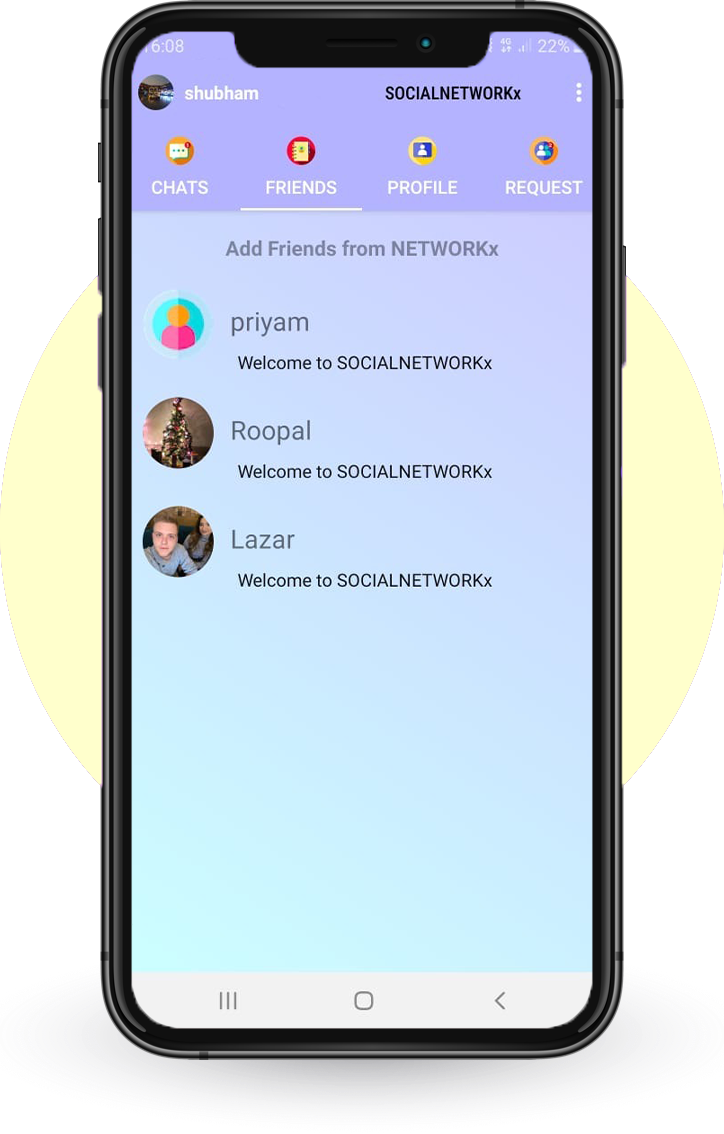 16:08 4G 22%
shubham SOCIALNETWORKx
CHATS FRIENDS PROFILE REQUEST
Add Friends from NETWORKx
priyam
Welcome to SOCIALNETWORKx
Roopal
Welcome to SOCIALNETWORKx
Lazar
Welcome to SOCIALNETWORKx